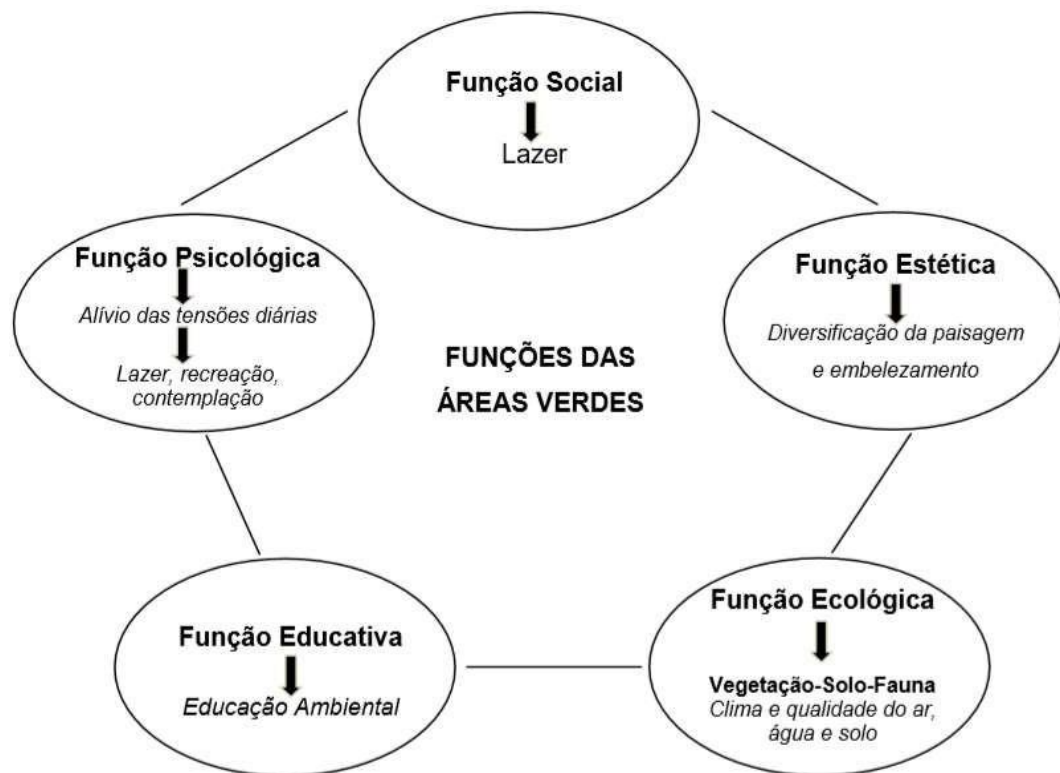 Função Social
Lazer
Função Psicológica
Alívio das tensões diárias
Lazer, recreação,
contemplação
Função Estética
Diversificação da paisagem
e embelezamento
FUNÇÕES DAS
ÁREAS VERDES
Função Educativa
Educação Ambiental
Função Ecológica
Vegetação-Solo-Fauna
Clima e qualidade do ar,
água e solo